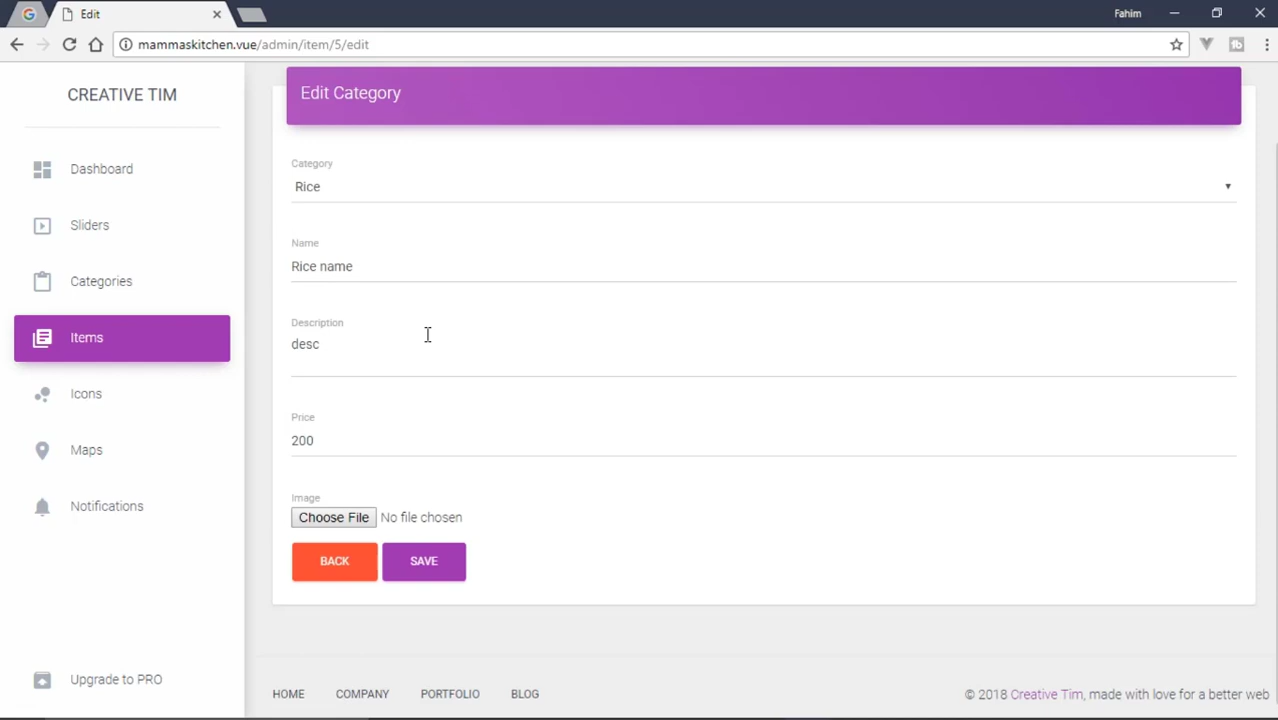 Edit
Fahim
mammaskitchen.vue/admin/item/5/edit
CREATIVE TIM
Dashboard
Sliders
Categories
Items
Icons
Maps
Notifications
Upgrade to PRO
Edit Category
Category
Rice
Name
Rice name
Description
desc
Price
200
Image
Choose File No file chosen
BACK SAVE
HOME COMPANY PORTFOLIO BLOG
© 2018 Creative Tim, made with love for a better web